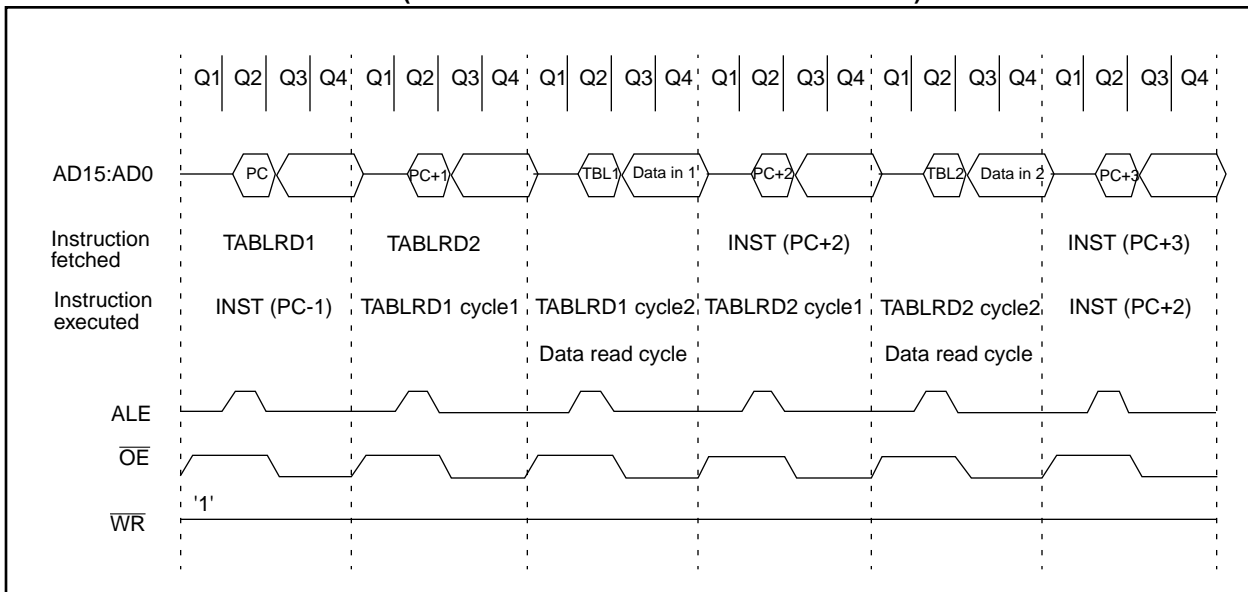 Q1 Q2 Q3 Q4 Q1 Q2 Q3 Q4 Q1 Q2 Q3 Q4 Q1 Q2 Q3 Q4 Q1 Q2 Q3 Q4 Q1 Q2 Q3 Q4
AD15:AD0 PC PC+1 TBL1 Data in 1 PC+2 TBL2 Data in 2 PC+3
Instruction
fetched
TABLRD1 TABLRD2 INST (PC+2) INST (PC+3)
Instruction
executed
INST (PC-1) TABLRD1 cycle1 TABLRD1 cycle2 TABLRD2 cycle1 TABLRD2 cycle2 INST (PC+2)
Data read cycle Data read cycle
ALE
OE
'1'
WR